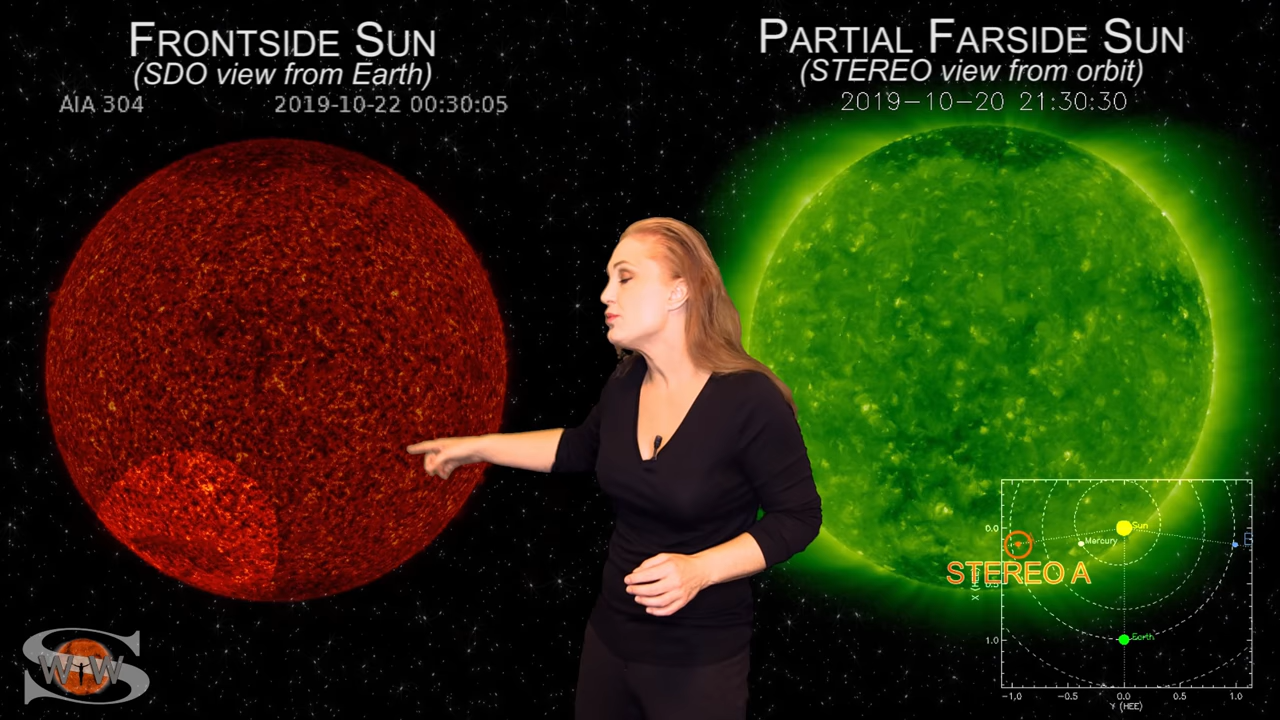 FRONTSIDE SUN
(SDO view from Earth)
AIA 304 2019-10-22 00:30:05
PARTIAL FARSIDE SUN
(STEREO view from orbit)
2019-10-20 21:30:30
0.0
Sun
Mercury
B
STEREO A
Earth
1.0
-1.0 -0.5 0.0 0.5 1.0
Y (HEE)
S
WTW